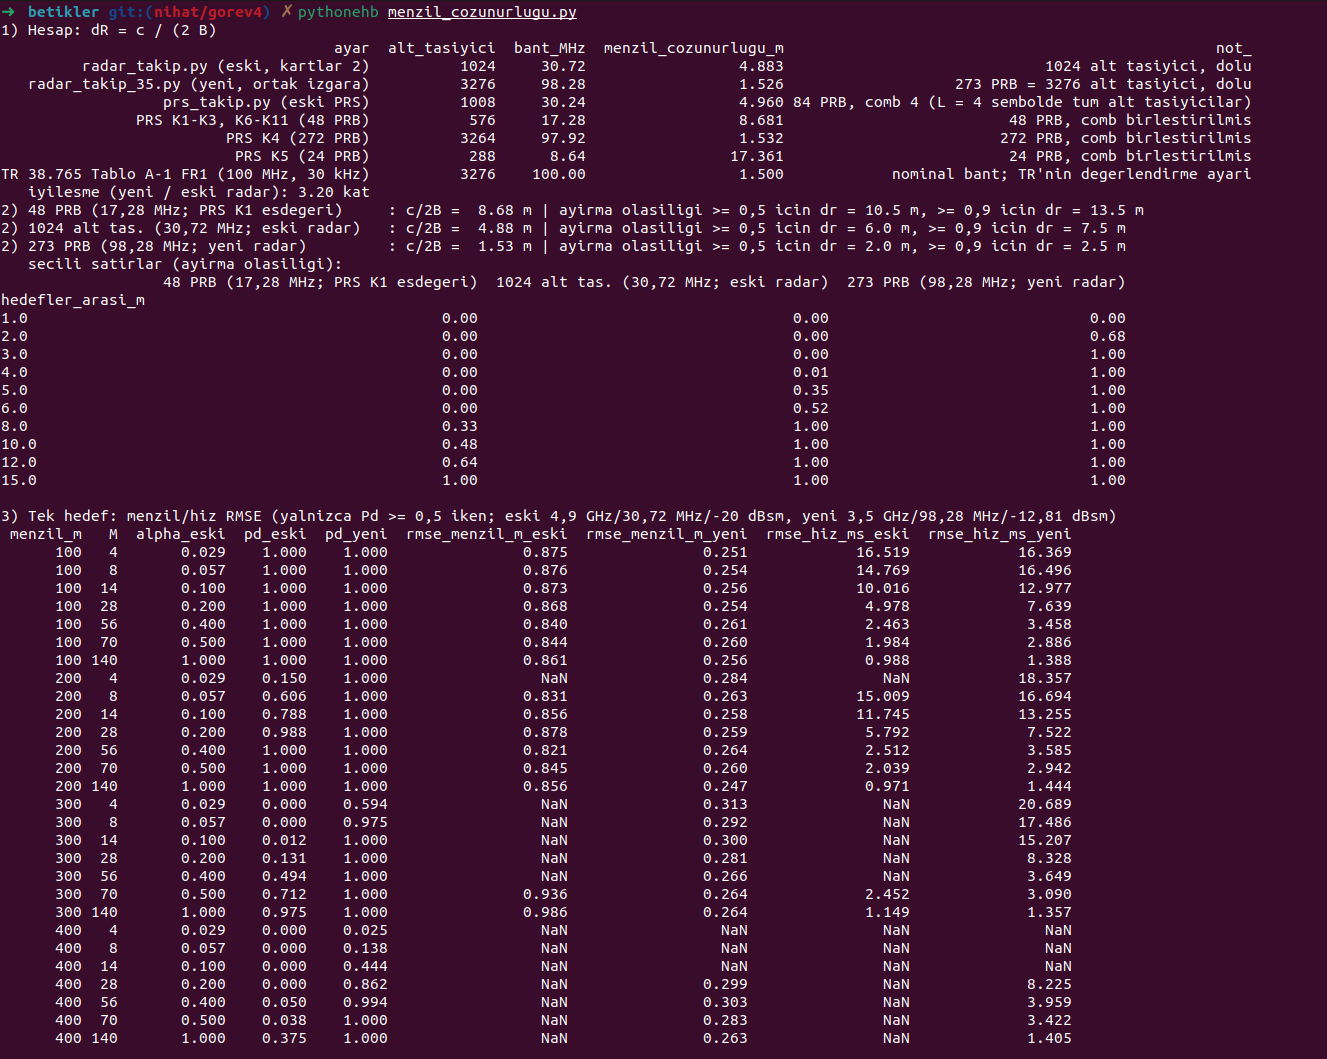 → betikler git:(nihat/gorev4) ✗ pythonehb menzil_cozunurlugu.py
1) Hesap: dR = c / (2 B)
ayar alt_tasiyici bant_MHz menzil_cozunurlugu_m not_
radar_takip.py (eski, kartlar 2) 1024 30.72 4.883 1024 alt tasiyici, dolu
radar_takip_35.py (yeni, ortak izgara) 3276 98.28 1.526 273 PRB = 3276 alt tasiyici, dolu
prs_takip.py (eski PRS) 1008 30.24 4.960 84 PRB, comb 4 (L = 4 sembolde tum alt tasiyicilar)
PRS K1-K3, K6-K11 (48 PRB) 576 17.28 8.681 48 PRB, comb birlestirilmis
PRS K4 (272 PRB) 3264 97.92 1.532 272 PRB, comb birlestirilmis
PRS K5 (24 PRB) 288 8.64 17.361 24 PRB, comb birlestirilmis
TR 38.765 Tablo A-1 FR1 (100 MHz, 30 kHz) 3276 100.00 1.500 nominal bant; TR'nin degerlendirme ayari
iyilesme (yeni / eski radar): 3.20 kat
2) 48 PRB (17,28 MHz; PRS K1 esdegeri) : c/2B = 8.68 m | ayirma olasiligi >= 0,5 icin dr = 10.5 m, >= 0,9 icin dr = 13.5 m
2) 1024 alt tas. (30,72 MHz; eski radar) : c/2B = 4.88 m | ayirma olasiligi >= 0,5 icin dr = 6.0 m, >= 0,9 icin dr = 7.5 m
2) 273 PRB (98,28 MHz; yeni radar) : c/2B = 1.53 m | ayirma olasiligi >= 0,5 icin dr = 2.0 m, >= 0,9 icin dr = 2.5 m
secili satirlar (ayirma olasiligi):
48 PRB (17,28 MHz; PRS K1 esdegeri) 1024 alt tas. (30,72 MHz; eski radar) 273 PRB (98,28 MHz; yeni radar)
hedefler_arasi_m
1.0 0.00 0.00 0.00
2.0 0.00 0.00 0.68
3.0 0.00 0.00 1.00
4.0 0.00 0.01 1.00
5.0 0.00 0.35 1.00
6.0 0.00 0.52 1.00
8.0 0.33 1.00 1.00
10.0 0.48 1.00 1.00
12.0 0.64 1.00 1.00
15.0 1.00 1.00 1.00
3) Tek hedef: menzil/hiz RMSE (yalnizca Pd >= 0,5 iken; eski 4,9 GHz/30,72 MHz/-20 dBsm, yeni 3,5 GHz/98,28 MHz/-12,81 dBsm)
menzil_m M alpha_eski pd_eski pd_yeni rmse_menzil_m_eski rmse_menzil_m_yeni rmse_hiz_ms_eski rmse_hiz_ms_yeni
100 4 0.029 1.000 1.000 0.875 0.251 16.519 16.369
100 8 0.057 1.000 1.000 0.876 0.254 14.769 16.496
100 14 0.100 1.000 1.000 0.873 0.256 10.016 12.977
100 28 0.200 1.000 1.000 0.868 0.254 4.978 7.639
100 56 0.400 1.000 1.000 0.840 0.261 2.463 3.458
100 70 0.500 1.000 1.000 0.844 0.260 1.984 2.886
100 140 1.000 1.000 1.000 0.861 0.256 0.988 1.388
200 4 0.029 0.150 1.000 NaN 0.284 NaN 18.357
200 8 0.057 0.606 1.000 0.831 0.263 15.009 16.694
200 14 0.100 0.788 1.000 0.856 0.258 11.745 13.255
200 28 0.200 0.988 1.000 0.878 0.259 5.792 7.522
200 56 0.400 1.000 1.000 0.821 0.264 2.512 3.585
200 70 0.500 1.000 1.000 0.845 0.260 2.039 2.942
200 140 1.000 1.000 1.000 0.856 0.247 0.971 1.444
300 4 0.029 0.000 0.594 NaN 0.313 NaN 20.689
300 8 0.057 0.000 0.975 NaN 0.292 NaN 17.486
300 14 0.100 0.012 1.000 NaN 0.300 NaN 15.207
300 28 0.200 0.131 1.000 NaN 0.281 NaN 8.328
300 56 0.400 0.494 1.000 NaN 0.266 NaN 3.649
300 70 0.500 0.712 1.000 0.936 0.264 2.452 3.090
300 140 1.000 0.975 1.000 0.986 0.264 1.149 1.357
400 4 0.029 0.000 0.025 NaN NaN NaN NaN
400 8 0.057 0.000 0.138 NaN NaN NaN NaN
400 14 0.100 0.000 0.444 NaN NaN NaN NaN
400 28 0.200 0.000 0.862 NaN 0.299 NaN 8.225
400 56 0.400 0.050 0.994 NaN 0.303 NaN 3.959
400 70 0.500 0.038 1.000 NaN 0.283 NaN 3.422
400 140 1.000 0.375 1.000 NaN 0.263 NaN 1.405